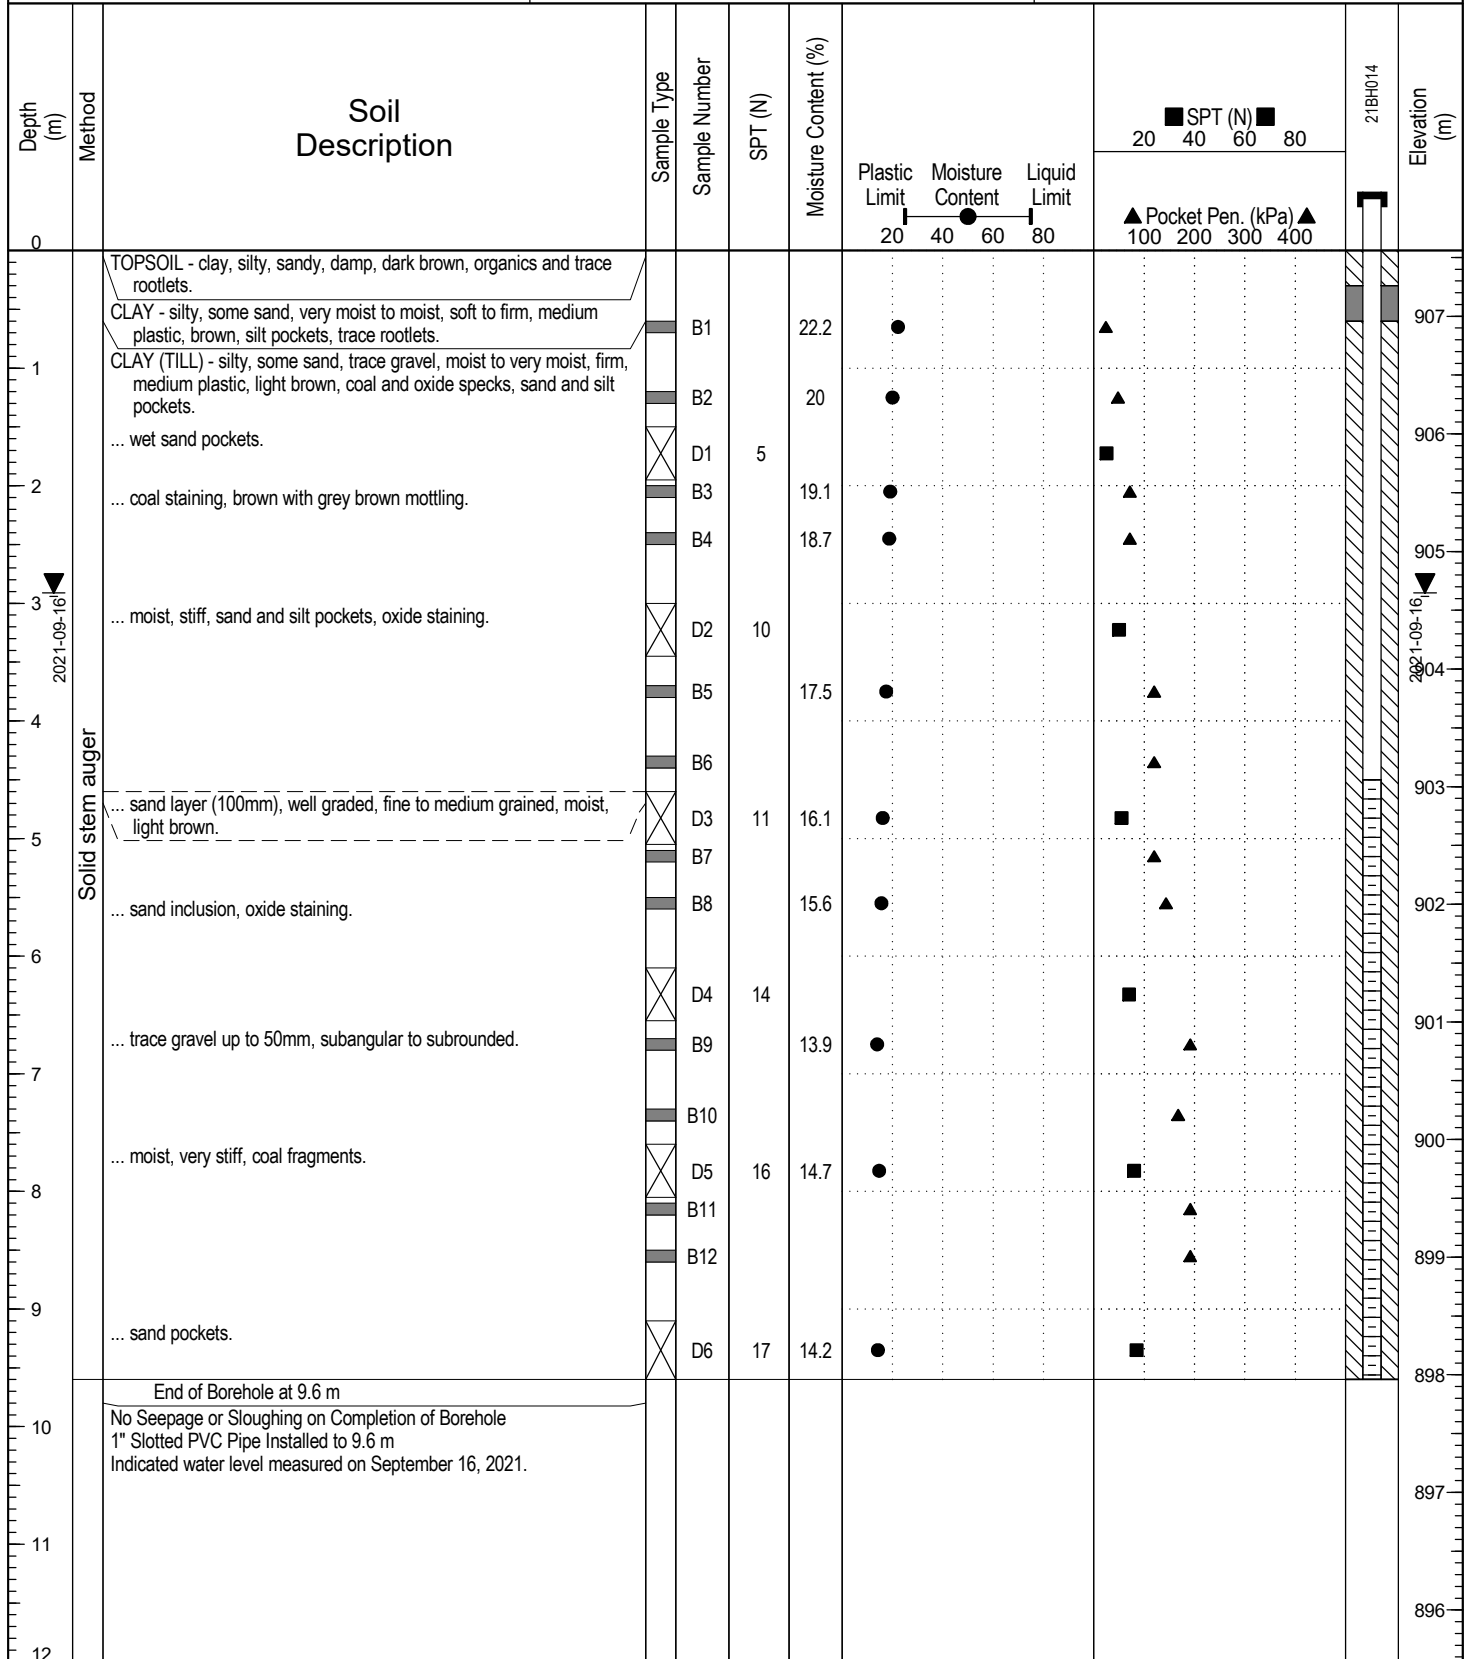 Depth
(m)
Method
Soil
Description
Sample Type
Sample Number
SPT (N)
Moisture Content (%)
Plastic Moisture Liquid
Limit Content Limit
20 40 60 80
SPT (N)
20 40 60 80
Pocket Pen. (kPa)
100 200 300 400
21BH014
Elevation
(m)
0
TOPSOIL - clay, silty, sandy, damp, dark brown, organics and trace
rootlets.
CLAY - silty, some sand, very moist to moist, soft to firm, medium
plastic, brown, silt pockets, trace rootlets.
B1 22.2
907
CLAY (TILL) - silty, some sand, trace gravel, moist to very moist, firm,
medium plastic, light brown, coal and oxide specks, sand and silt
pockets.
1
B2 20
... wet sand pockets.
906
D1 5
2
... coal staining, brown with grey brown mottling.
B3 19.1
B4 18.7
905
3
2021-09-16
2021-09-16
... moist, stiff, sand and silt pockets, oxide staining.
D2 10
904
B5 17.5
4
Solid stem auger
B6
903
... sand layer (100mm), well graded, fine to medium grained, moist,
light brown.
D3 11 16.1
5
B7
... sand inclusion, oxide staining.
B8 15.6
902
6
D4 14
901
... trace gravel up to 50mm, subangular to subrounded.
B9 13.9
7
B10
900
... moist, very stiff, coal fragments.
D5 16 14.7
8
B11
B12
899
9
... sand pockets.
D6 17 14.2
898
End of Borehole at 9.6 m
No Seepage or Sloughing on Completion of Borehole
10
1" Slotted PVC Pipe Installed to 9.6 m
Indicated water level measured on September 16, 2021.
897
11
896
12